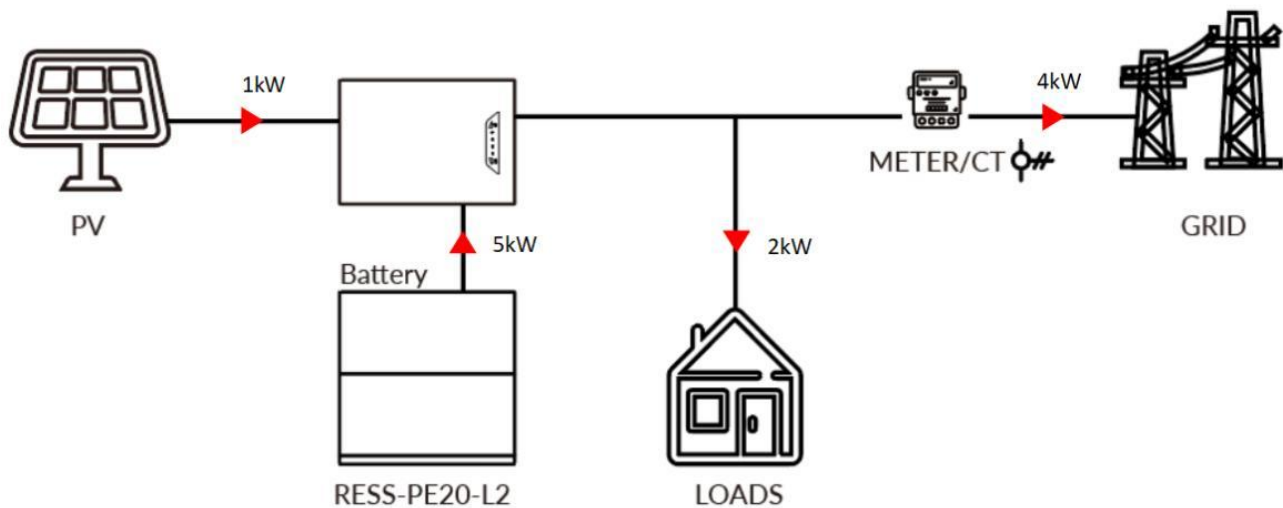 1kW
4kW
METER/CT
PV
GRID
5kW
2kW
Battery
RESS-PE20-L2
LOADS